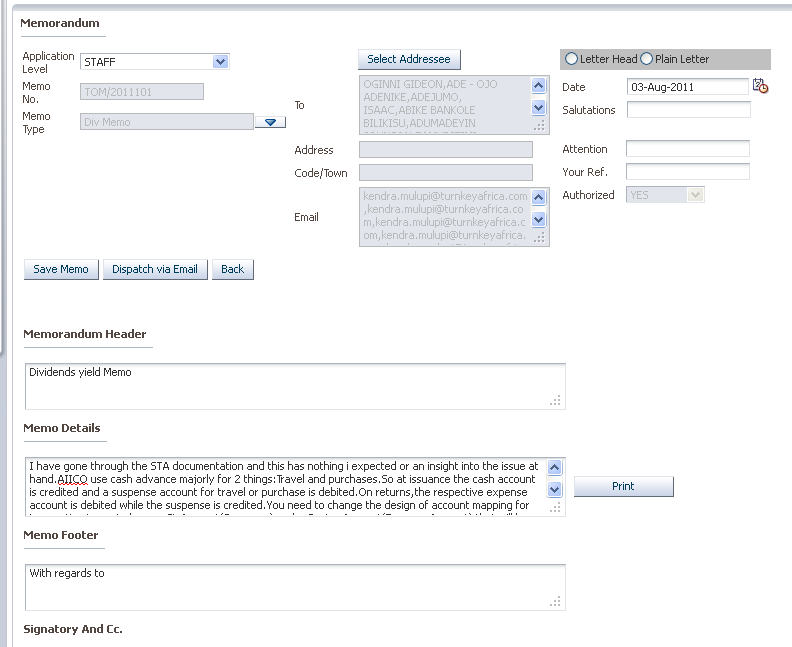 Memorandum
Application Level
STAFF
Memo No.
TOM/2011101
Memo Type
Div Memo
Select Addressee
To
OGINNI GIDEON,ADE - OJO
ADENIKE,ADEJUMO,
ISAAC,ABIKE BANKOLE
BILIKISU,ADUMADEYIN
Address
Code/Town
Email
kendra.mulupi@turnkeyafrica.com
,kendra.mulupi@turnkeyafrica.co
m,kendra.mulupi@turnkeyafrica.c
om,kendra.mulupi@turnkeyafrica.
Letter Head
Plain Letter
Date
03-Aug-2011
Salutations
Attention
Your Ref.
Authorized
YES
Save Memo
Dispatch via Email
Back
Memorandum Header
Dividends yield Memo
Memo Details
I have gone through the STA documentation and this has nothing i expected or an insight into the issue at
hand.AIICO use cash advance majorly for 2 things:Travel and purchases.So at issuance the cash account
is credited and a suspense account for travel or purchase is debited.On returns,the respective expense
account is debited while the suspense is credited.You need to change the design of account mapping for
Print
Memo Footer
With regards to
Signatory And Cc.